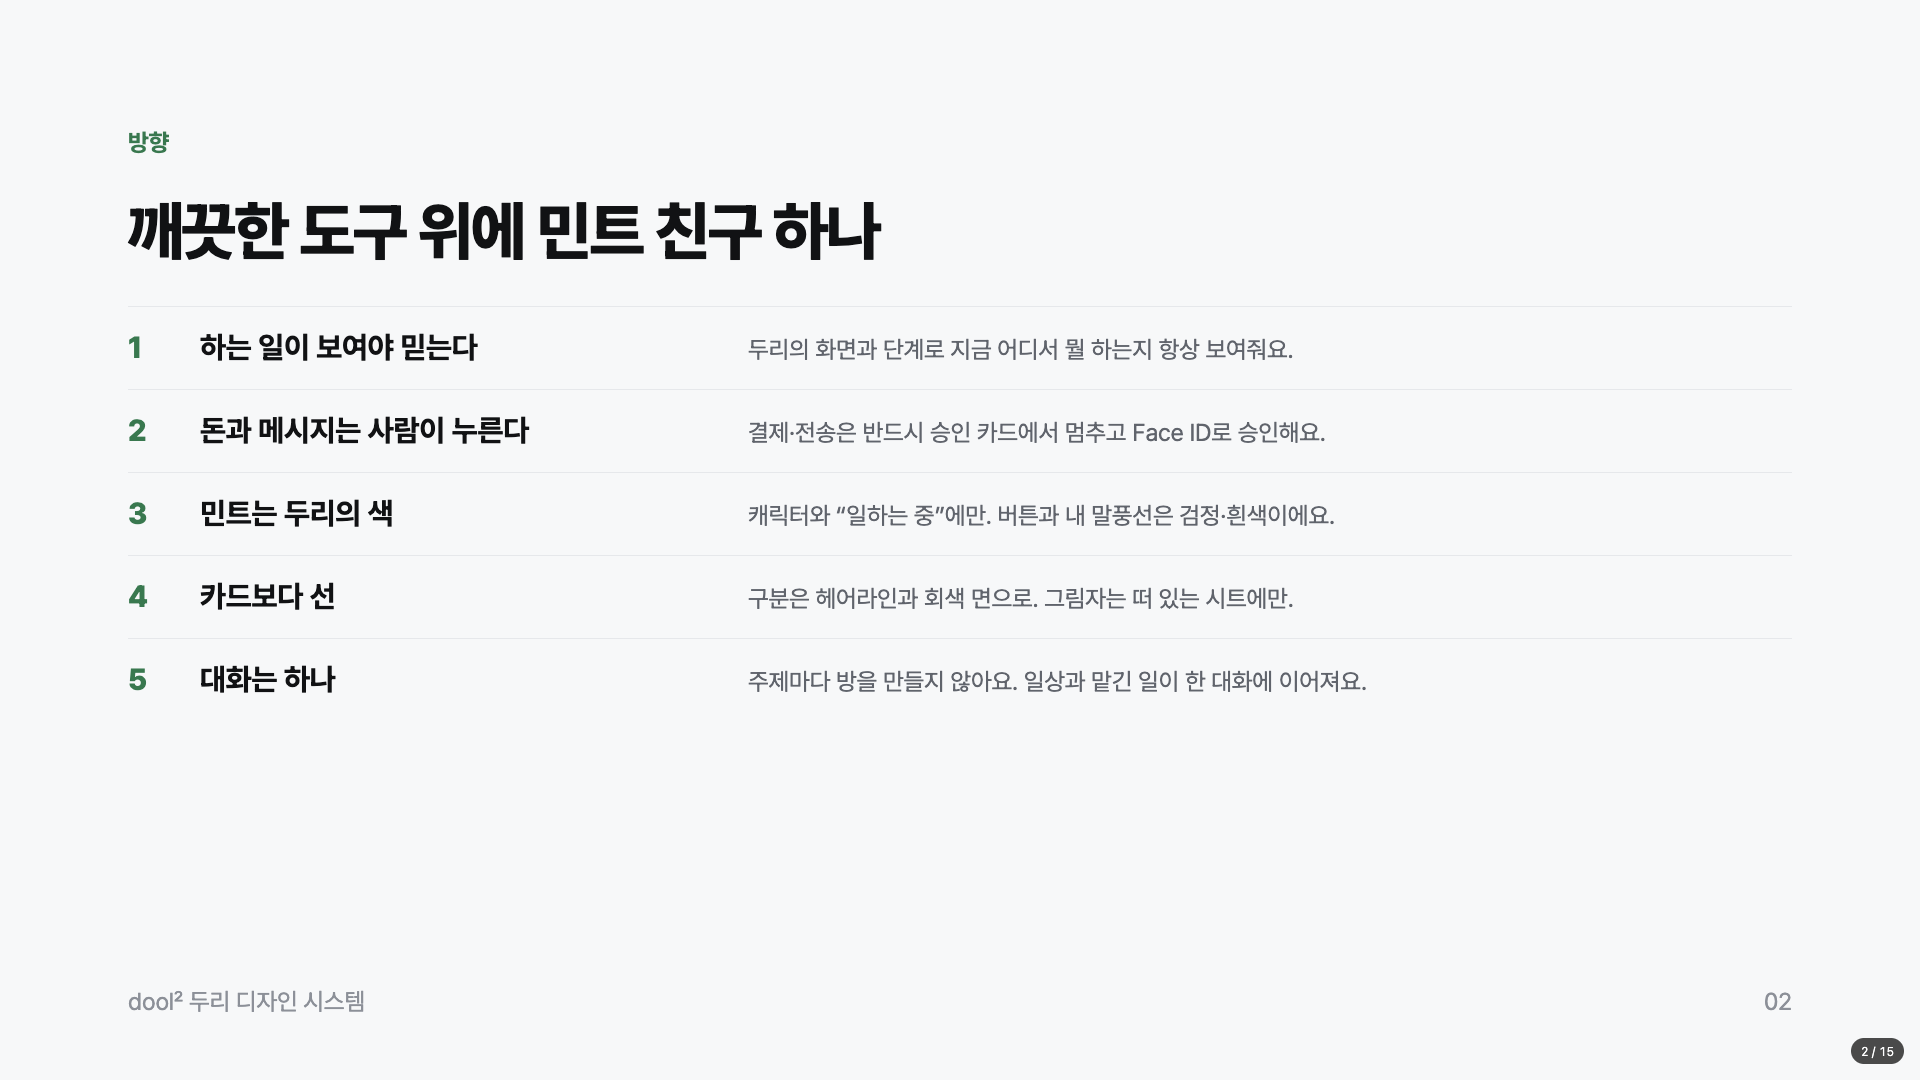 방향
깨끗한 도구 위에 민트 친구 하나
1 하는 일이 보여야 믿는다 두리의 화면과 단계로 지금 어디서 뭘 하는지 항상 보여줘요.
2 돈과 메시지는 사람이 누른다 결제·전송은 반드시 승인 카드에서 멈추고 Face ID로 승인해요.
3 민트는 두리의 색 캐릭터와 “일하는 중”에만. 버튼과 내 말풍선은 검정·흰색이에요.
4 카드보다 선 구분은 헤어라인과 회색 면으로. 그림자는 떠 있는 시트에만.
5 대화는 하나 주제마다 방을 만들지 않아요. 일상과 맡긴 일이 한 대화에 이어져요.
dool² 두리 디자인 시스템 02
2 / 15